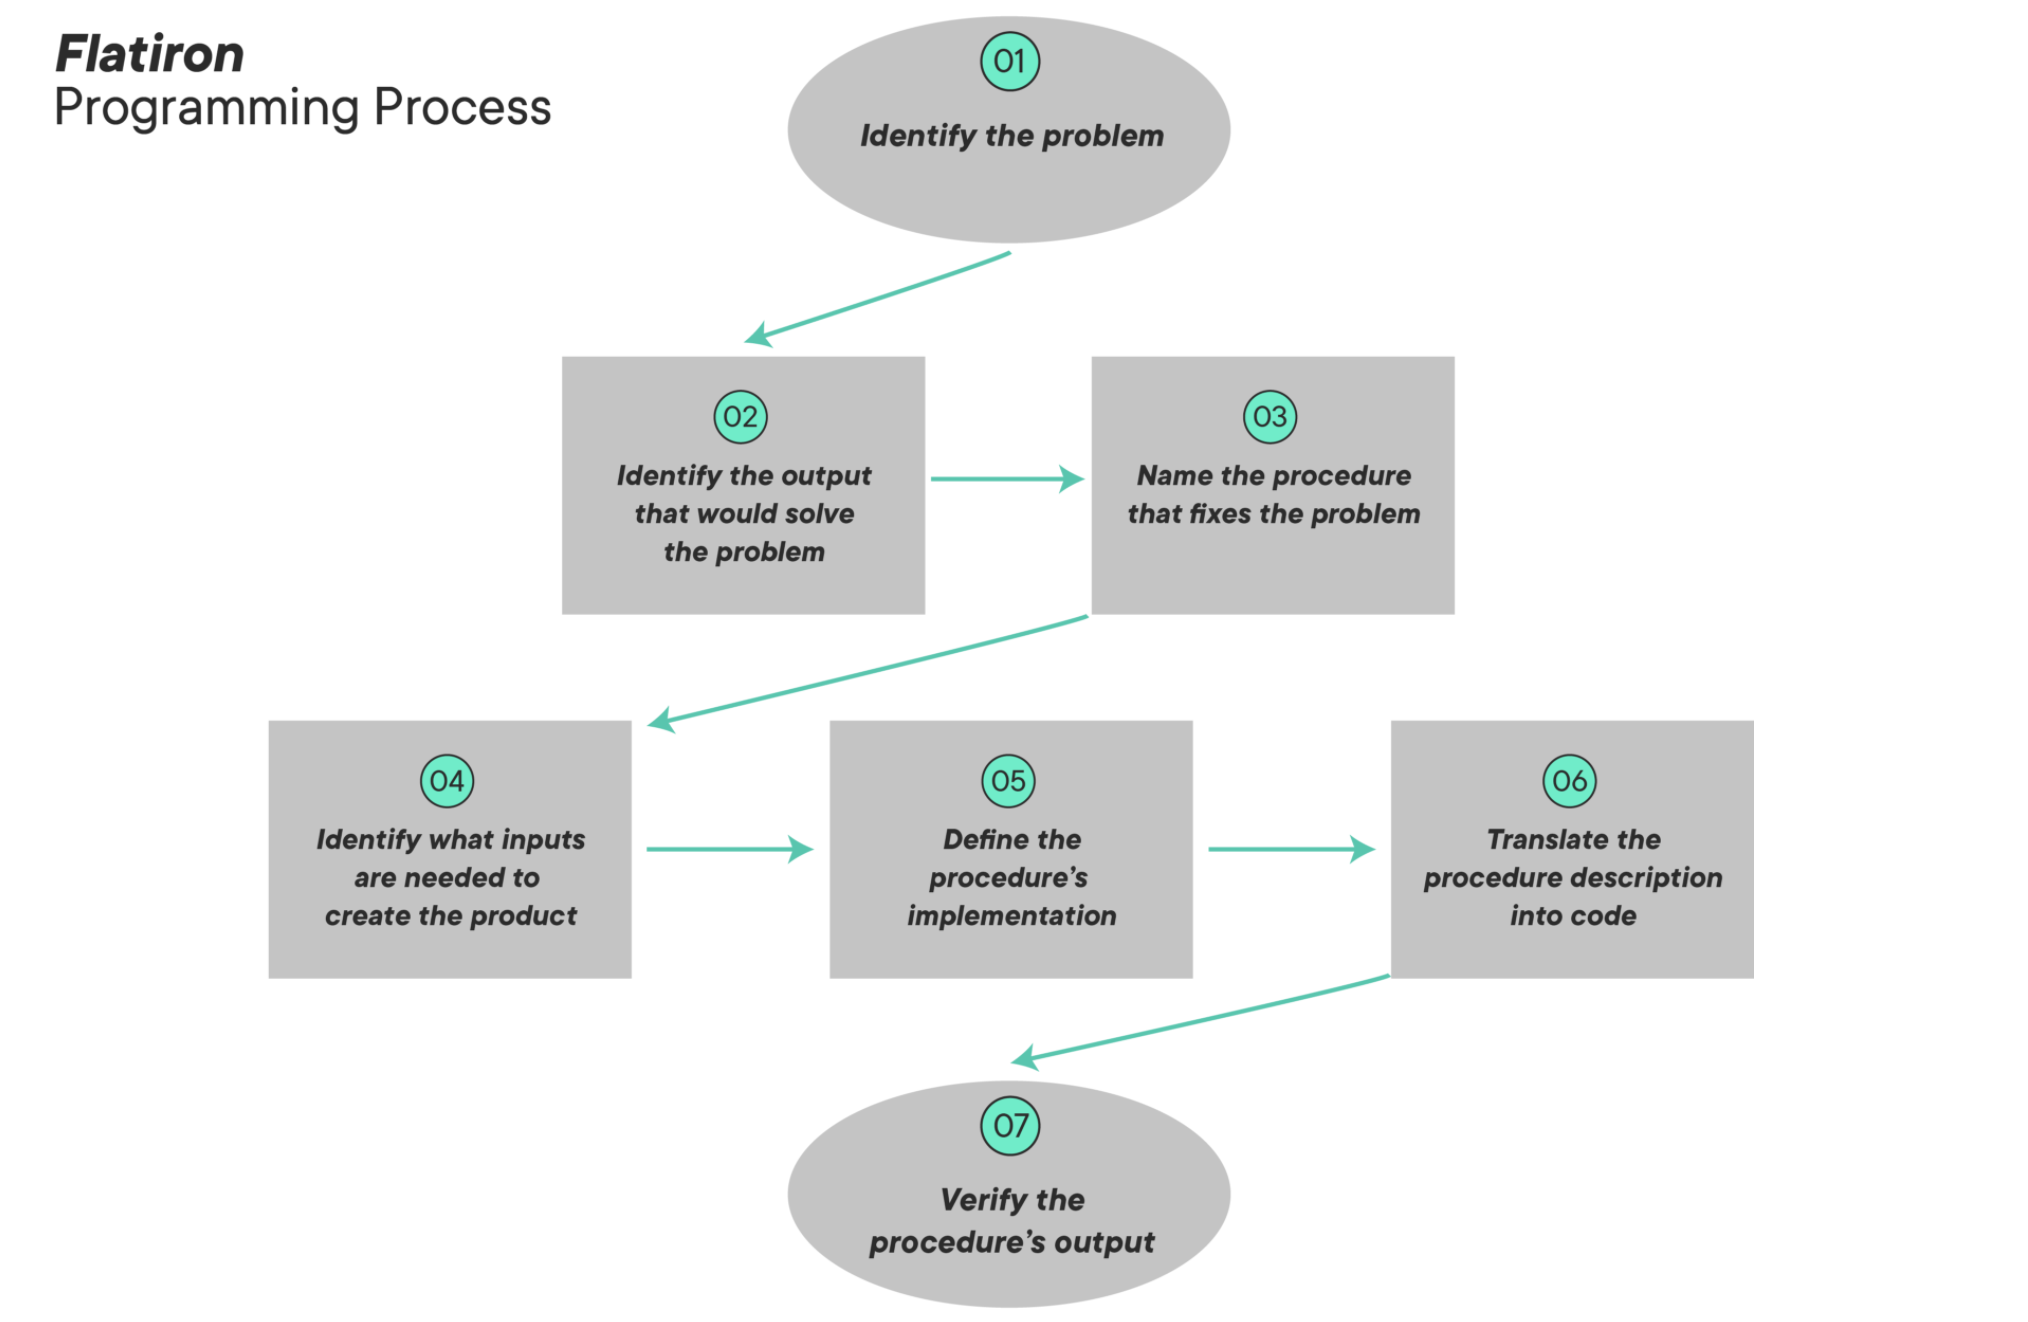 Flatiron
Programming Process
01
Identify the problem
02
Identify the output
that would solve
the problem
03
Name the procedure
that fixes the problem
04
Identify what inputs
are needed to
create the product
05
Define the
procedure’s
implementation
06
Translate the
procedure description
into code
07
Verify the
procedure’s output